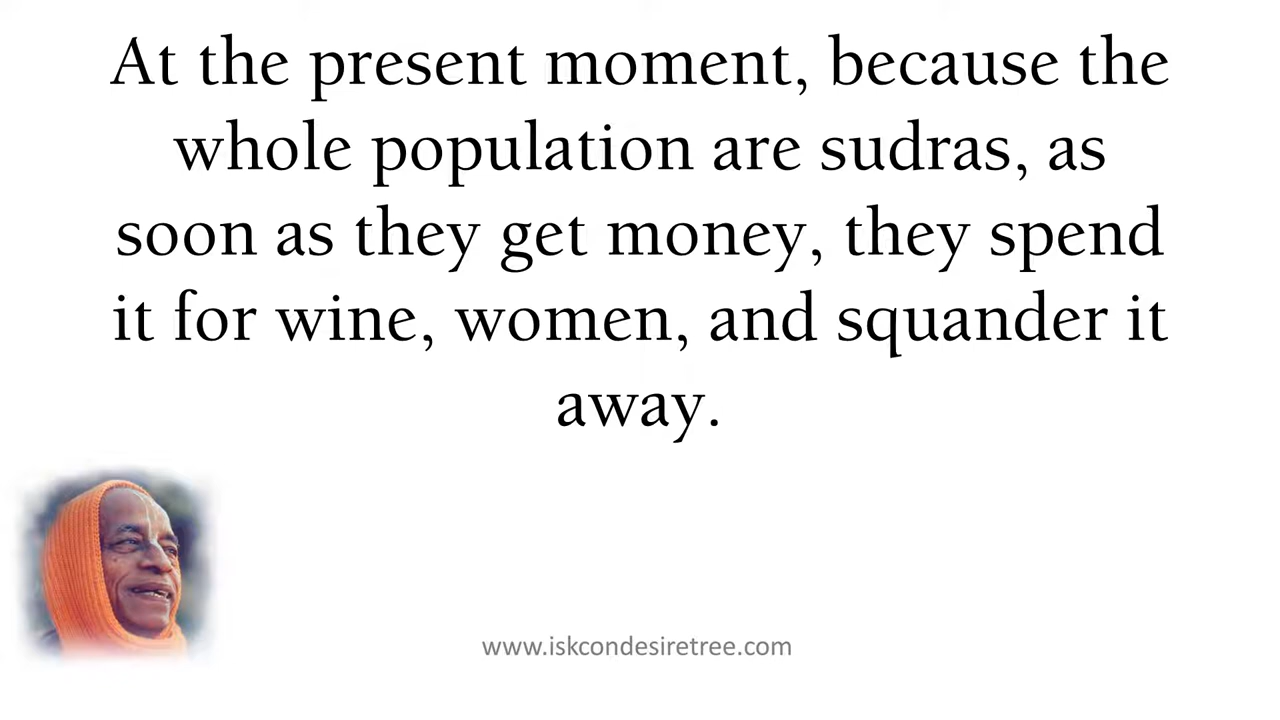 At the present moment, because the
whole population are sudras, as
soon as they get money, they spend
it for wine, women, and squander it
away.
www.iskcondesiretree.com